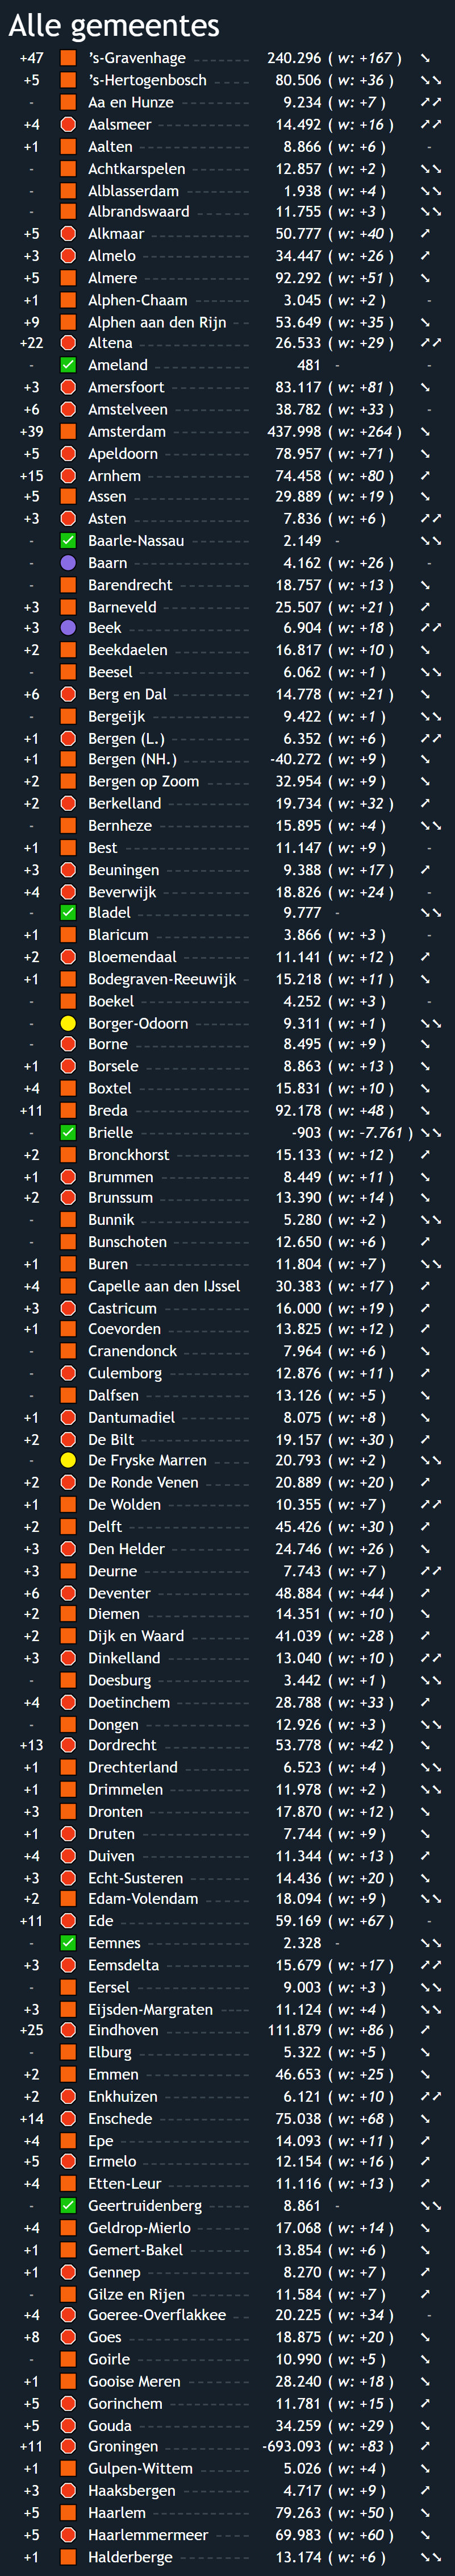 Alle gemeentes
+47 's-Gravenhage 240.296 ( w: +167 )
+5 's-Hertogenbosch 80.506 ( w: +36 )
- Aa en Hunze 9.234 ( w: +7 )
+4 Aalsmeer 14.492 ( w: +16 )
+1 Aalten 8.866 ( w: +6 ) -
- Achtkarspelen 12.857 ( w: +2 )
- Alblasserdam 1.938 ( w: +4 )
- Albrandswaard 11.755 ( w: +3 )
+5 Alkmaar 50.777 ( w: +40 )
+3 Almelo 34.447 ( w: +26 )
+5 Almere 92.292 ( w: +51 )
+1 Alphen-Chaam 3.045 ( w: +2 ) -
+9 Alphen aan den Rijn 53.649 ( w: +35 )
+22 Altena 26.533 ( w: +29 )
- Ameland 481 - -
+3 Amersfoort 83.117 ( w: +81 )
+6 Amstelveen 38.782 ( w: +33 ) -
+39 Amsterdam 437.998 ( w: +264 )
+5 Apeldoorn 78.957 ( w: +71 )
+15 Arnhem 74.458 ( w: +80 )
+5 Assen 29.889 ( w: +19 )
+3 Asten 7.836 ( w: +6 )
- Baarle-Nassau 2.149 -
- Baarn 4.162 ( w: +26 ) -
- Barendrecht 18.757 ( w: +13 )
+3 Barneveld 25.507 ( w: +21 )
+3 Beek 6.904 ( w: +18 )
+2 Beekdaelen 16.817 ( w: +10 )
- Beesel 6.062 ( w: +1 )
+6 Berg en Dal 14.778 ( w: +21 )
- Bergeijk 9.422 ( w: +1 )
+1 Bergen (L.) 6.352 ( w: +6 )
+1 Bergen (NH.) -40.272 ( w: +9 )
+2 Bergen op Zoom 32.954 ( w: +9 )
+2 Berkelland 19.734 ( w: +32 )
- Bernheze 15.895 ( w: +4 )
+1 Best 11.147 ( w: +9 ) -
+3 Beuningen 9.388 ( w: +17 )
+4 Beverwijk 18.826 ( w: +24 ) -
- Bladel 9.777 -
+1 Blaricum 3.866 ( w: +3 ) -
+2 Bloemendaal 11.141 ( w: +12 )
+1 Bodegraven-Reeuwijk 15.218 ( w: +11 )
- Boekel 4.252 ( w: +3 ) -
- Borger-Odoorn 9.311 ( w: +1 )
- Borne 8.495 ( w: +9 )
+1 Borsele 8.863 ( w: +13 )
+4 Boxtel 15.831 ( w: +10 )
+11 Breda 92.178 ( w: +48 )
- Brielle -903 ( w: -7.761 )
+2 Bronckhorst 15.133 ( w: +12 )
+1 Brummen 8.449 ( w: +11 )
+2 Brunssum 13.390 ( w: +14 )
- Bunnik 5.280 ( w: +2 )
- Bunschoten 12.650 ( w: +6 )
+1 Buren 11.804 ( w: +7 )
+4 Capelle aan den IJssel 30.383 ( w: +17 )
+3 Castricum 16.000 ( w: +19 )
+1 Coevorden 13.825 ( w: +12 )
- Cranendonck 7.964 ( w: +6 )
- Culemborg 12.876 ( w: +11 )
- Dalfsen 13.126 ( w: +5 )
+1 Dantumadiel 8.075 ( w: +8 )
+2 De Bilt 19.157 ( w: +30 )
- De Fryske Marren 20.793 ( w: +2 )
+2 De Ronde Venen 20.889 ( w: +20 )
+1 De Wolden 10.355 ( w: +7 )
+2 Delft 45.426 ( w: +30 )
+3 Den Helder 24.746 ( w: +26 )
+3 Deurne 7.743 ( w: +7 )
+6 Deventer 48.884 ( w: +44 )
+2 Diemen 14.351 ( w: +10 )
+2 Dijk en Waard 41.039 ( w: +28 )
+3 Dinkelland 13.040 ( w: +10 )
- Doesburg 3.442 ( w: +1 )
+4 Doetinchem 28.788 ( w: +33 )
- Dongen 12.926 ( w: +3 )
+13 Dordrecht 53.778 ( w: +42 )
+1 Drechterland 6.523 ( w: +4 )
+1 Drimmelen 11.978 ( w: +2 )
+3 Dronten 17.870 ( w: +12 )
+1 Druten 7.744 ( w: +9 )
+4 Duiven 11.344 ( w: +13 )
+3 Echt-Susteren 14.436 ( w: +20 )
+2 Edam-Volendam 18.094 ( w: +9 )
+11 Ede 59.169 ( w: +67 ) -
- Eemnes 2.328 -
+3 Eemsdelta 15.679 ( w: +17 )
- Eersel 9.003 ( w: +3 )
+3 Eijsden-Margraten 11.124 ( w: +4 )
+25 Eindhoven 111.879 ( w: +86 )
- Elburg 5.322 ( w: +5 )
+2 Emmen 46.653 ( w: +25 )
+2 Enkhuizen 6.121 ( w: +10 )
+14 Enschede 75.038 ( w: +68 )
+4 Epe 14.093 ( w: +11 )
+5 Ermelo 12.154 ( w: +16 )
+4 Etten-Leur 11.116 ( w: +13 )
- Geertruidenberg 8.861 -
+4 Geldrop-Mierlo 17.068 ( w: +14 )
+1 Gemert-Bakel 13.854 ( w: +6 )
+1 Gennep 8.270 ( w: +7 )
- Gilze en Rijen 11.584 ( w: +7 )
+4 Goeree-Overflakkee 20.225 ( w: +34 ) -
+8 Goes 18.875 ( w: +20 )
- Goirle 10.990 ( w: +5 )
+1 Gooise Meren 28.240 ( w: +18 )
+5 Gorinchem 11.781 ( w: +15 )
+5 Gouda 34.259 ( w: +29 )
+11 Groningen -693.093 ( w: +83 )
+1 Gulpen-Wittem 5.026 ( w: +4 )
+3 Haaksbergen 4.717 ( w: +9 )
+5 Haarlem 79.263 ( w: +50 )
+5 Haarlemmermeer 69.983 ( w: +60 )
+1 Halderberge 13.174 ( w: +6 )